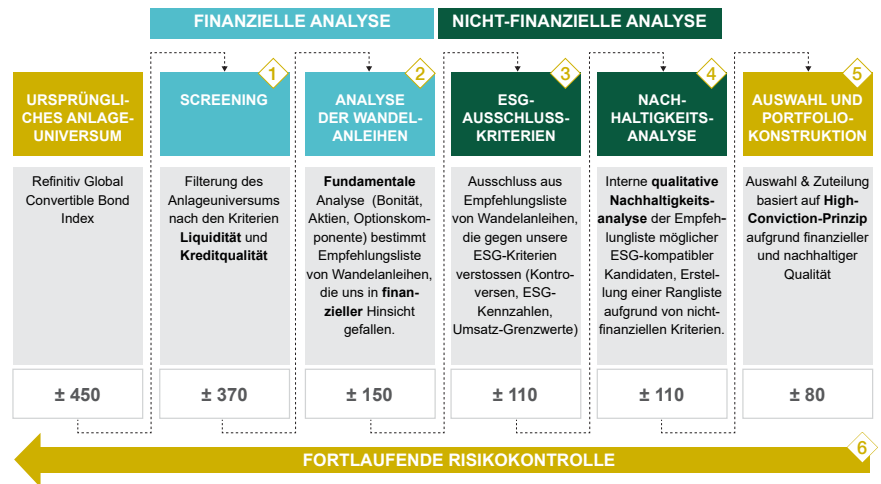 FINANZIELLE ANALYSE
NICHT-FINANZIELLE ANALYSE
URSPRÜNGLI-
CHES ANLAGE-
UNIVERSUM
Refinitiv Global
Convertible Bond
Index
± 450
1
SCREENING
Filterung des
Anlageuniversums
nach den Kriterien
Liquidität und
Kreditqualität
± 370
2
ANALYSE
DER WANDEL-
ANLEIHEN
Fundamentale
Analyse (Bonität,
Aktien, Optionskom-
ponente) bestimmt
Empfehlungsliste
von Wandelanleihen,
die uns in finan-
zieller Hinsicht
gefallen.
± 150
3
ESG-
AUSSCHLUSS-
KRITERIEN
Ausschluss aus
Empfehlungsliste
von Wandelanleihen,
die gegen unsere
ESG-Kriterien
verstossen (Kontro-
versen, ESG-
Kennzahlen,
Umsatz-Grenzwerte)
± 110
4
NACH-
HALTIGKEITS-
ANALYSE
Interne qualitative
Nachhaltigkeits-
analyse der Empfeh-
lungliste möglicher
ESG-kompatibler
Kandidaten, Erstel-
lung einer Rangliste
aufgrund von nicht-
finanziellen Kriterien.
± 110
5
AUSWAHL UND
PORTFOLIO-
KONSTRUKTION
Auswahl & Zuteilung
basiert auf High-
Conviction-Prinzip
aufgrund finanzieller
und nachhaltiger
Qualität
± 80
6
FORTLAUFENDE RISIKOKONTROLLE